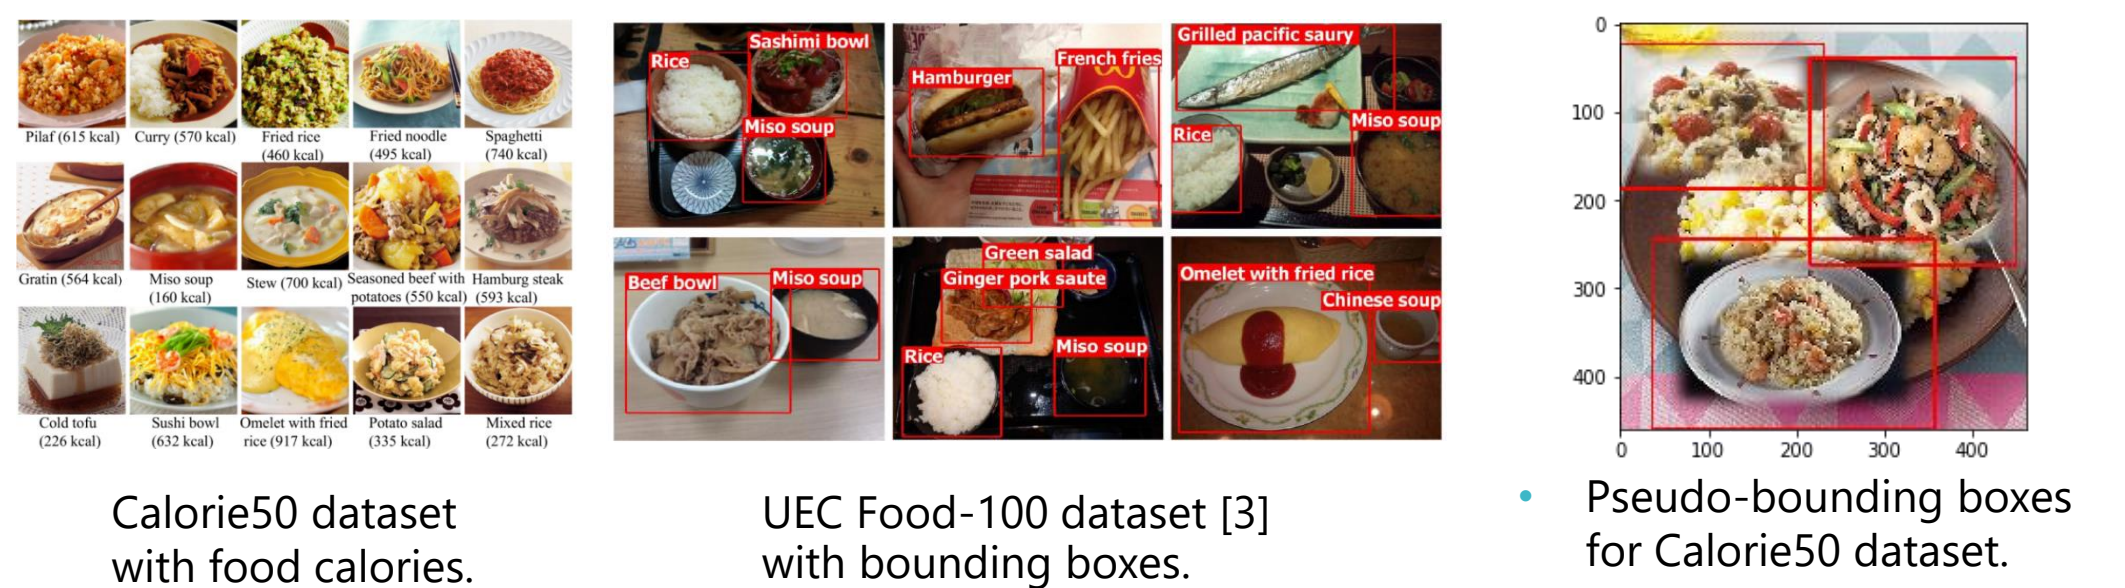 Pilaf (615 kcal)
Curry (570 kcal)
Fried rice
(460 kcal)
Fried noodle
(495 kcal)
Spaghetti
(740 kcal)
Gratin (564 kcal)
Miso soup
(160 kcal)
Stew (700 kcal)
Seasoned beef with
potatoes (550 kcal)
Hamburg steak
(593 kcal)
Cold tofu
(226 kcal)
Sushi bowl
(632 kcal)
Omelet with fried
rice (917 kcal)
Potato salad
(335 kcal)
Mixed rice
(272 kcal)
Calorie50 dataset
with food calories.
Rice
Sashimi bowl
Miso soup
Hamburger
French fries
Grilled pacific saury
Rice
Miso soup
Beef bowl
Miso soup
Green salad
Ginger pork saute
Rice
Miso soup
Omelet with fried rice
Chinese soup
UEC Food-100 dataset [3]
with bounding boxes.
0
100
200
300
400
0 100 200 300 400
• Pseudo-bounding boxes
for Calorie50 dataset.